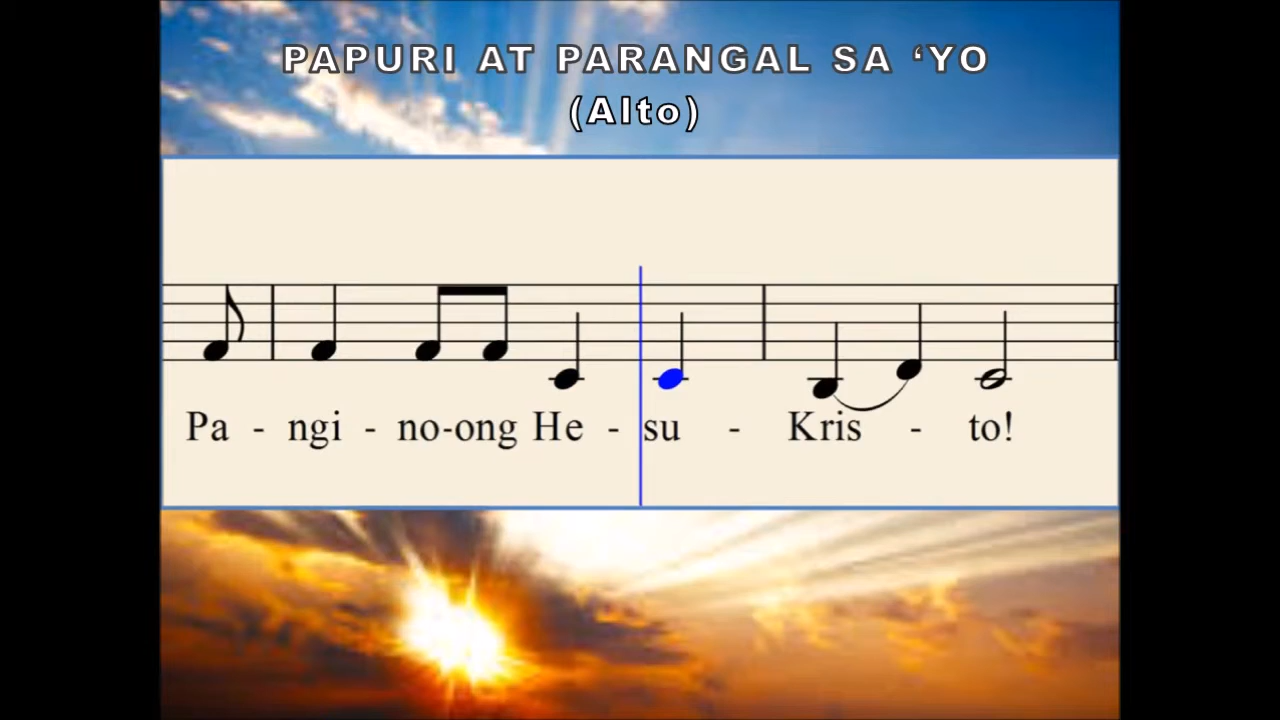 PAPURI AT PARANGAL SA ‘YO
(Alto)
Pa - ngi - no-ong He - su - Kris - to!